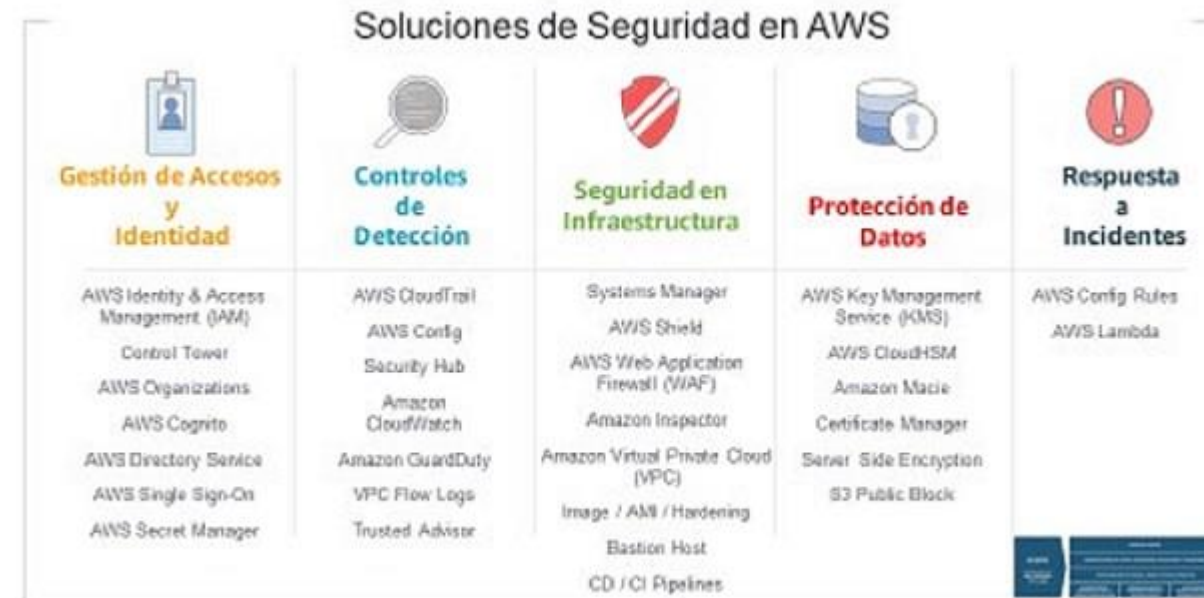 Soluciones de Seguridad en AWS
Gestión de Accesos
y
Identidad
AWS Identity & Access
Management (IAM)
Control Tower
AWS Organizations
AWS Cognito
AWS Directory Service
AWS Single Sign-On
AWS Secret Manager
Controles
de
Detección
AWS CloudTrail
AWS Config
Security Hub
Amazon
CloudWatch
Amazon GuardDuty
VPC Flow Logs
Trusted Advisor
Seguridad en
Infraestructura
Systems Manager
AWS Shield
AWS Web Application
Firewall (WAF)
Amazon Inspector
Amazon Virtual Private Cloud
(VPC)
Image / AMI / Hardening
Bastion Host
CD / CI Pipelines
Protección de
Datos
AWS Key Management
Service (KMS)
AWS CloudHSM
Amazon Macie
Certificate Manager
Server Side Encryption
S3 Public Block
Respuesta
a
Incidentes
AWS Config Rules
AWS Lambda